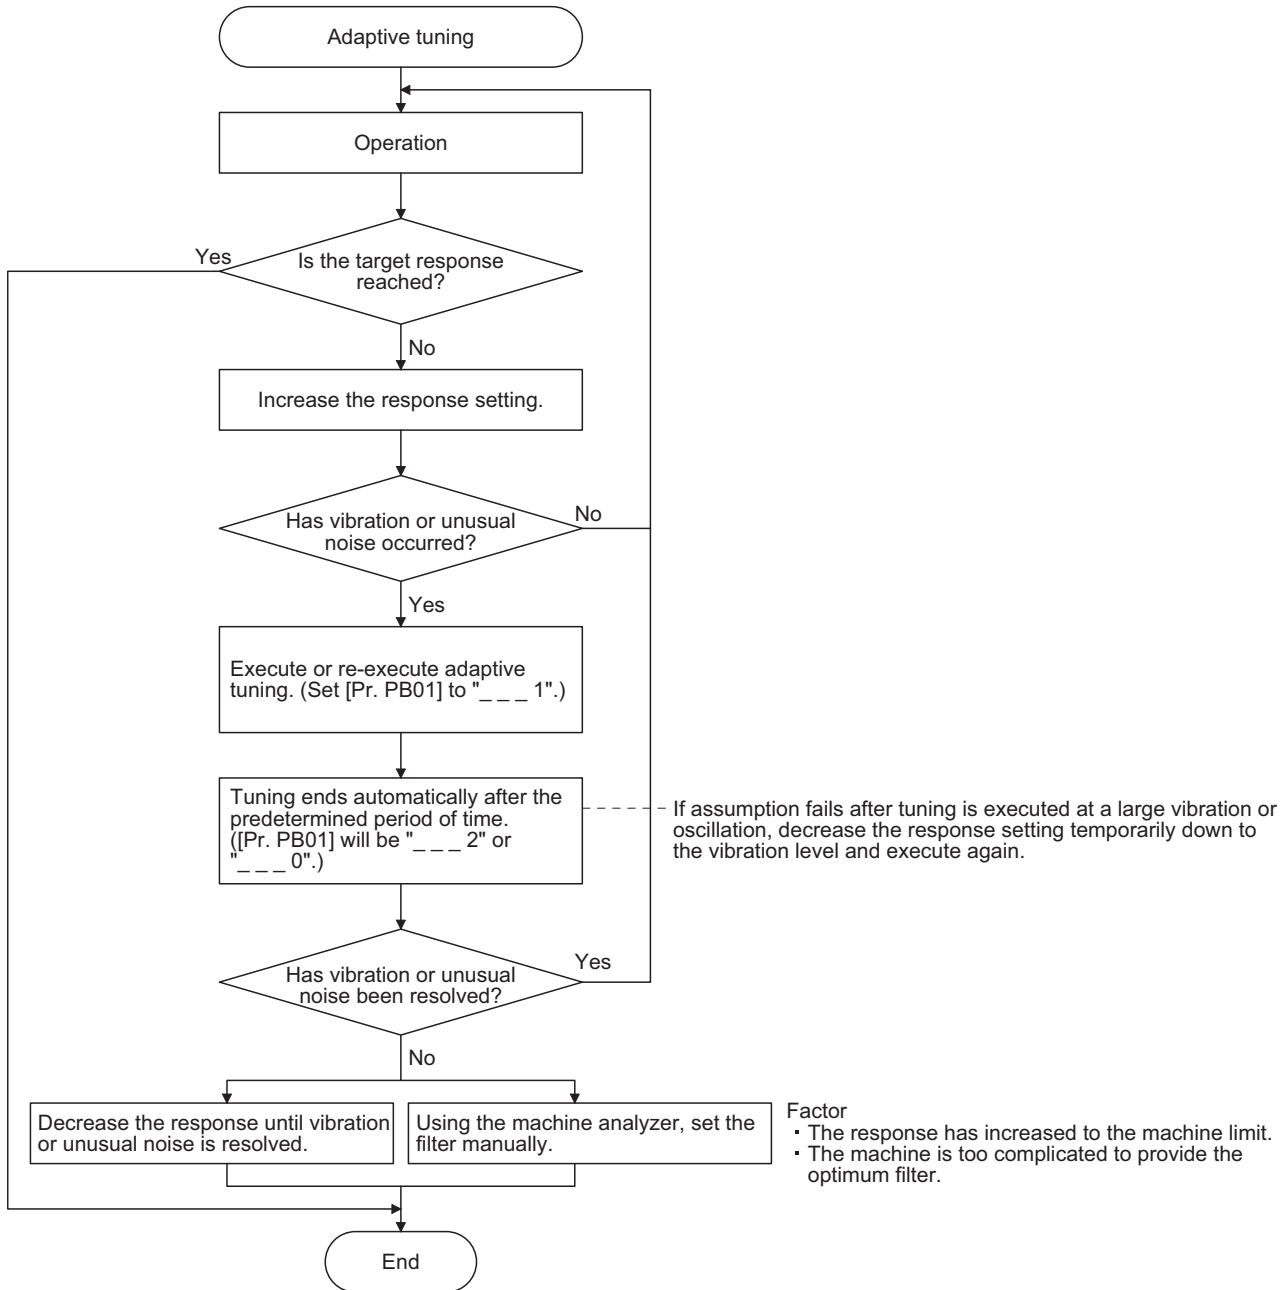 Adaptive tuning
Operation
Yes
Is the target response
reached?
No
Increase the response setting.
Has vibration or unusual
noise occurred?
No
Yes
Execute or re-execute adaptive
tuning. (Set [Pr. PB01] to "_ _ _ 1".)
Tuning ends automatically after the
predetermined period of time.
([Pr. PB01] will be "_ _ _ 2" or
"_ _ _ 0".)
If assumption fails after tuning is executed at a large vibration or
oscillation, decrease the response setting temporarily down to
the vibration level and execute again.
Has vibration or unusual
noise been resolved?
Yes
No
Decrease the response until vibration
or unusual noise is resolved.
Using the machine analyzer, set the
filter manually.
Factor
・The response has increased to the machine limit.
・The machine is too complicated to provide the
optimum filter.
End